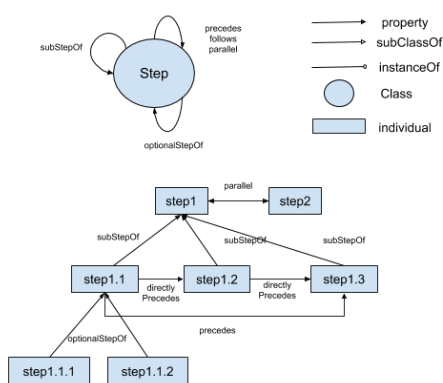 subStepOf
Step
precedes
follows
parallel
optionalStepOf
property
subClassOf
instanceOf
Class
individual
step1
parallel
step2
subStepOf
subStepOf
subStepOf
step1.1
directly
Precedes
step1.2
directly
Precedes
step1.3
precedes
optionalStepOf
step1.1.1
step1.1.2